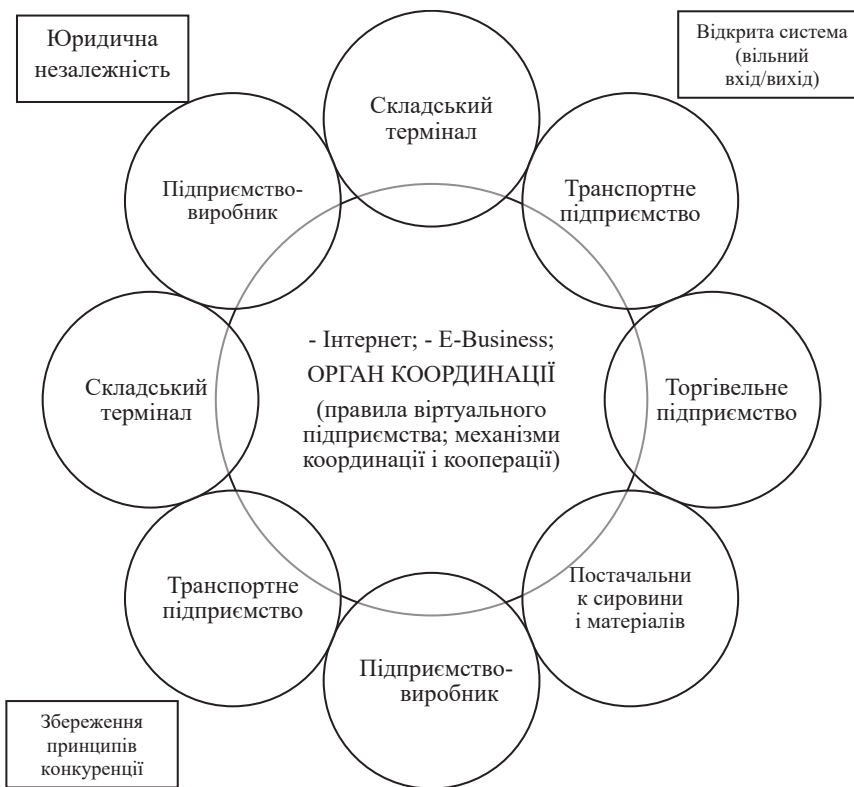 Юридична
незалежність
Відкрита система
(вільний
вхід/вихід)
Складський
термінал
Підприємство-
виробник
Транспортне
підприємство
- Інтернет; - E-Business;
ОРГАН КООРДИНАЦІЇ
(правила віртуального
підприємства; механізми
координації і кооперації)
Складський
термінал
Торгівельне
підприємство
Транспортне
підприємство
Постачальни
к сировини
і матеріалів
Підприємство-
виробник
Збереження
принципів
конкуренції